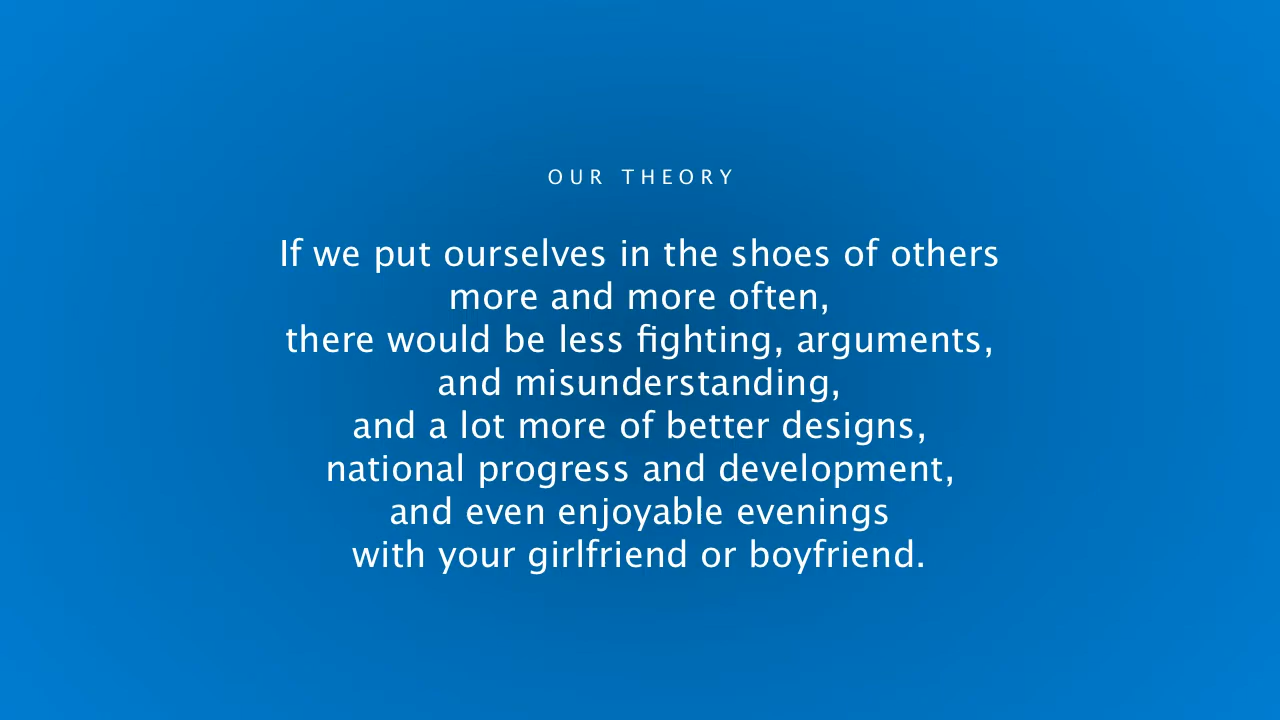 OUR THEORY
If we put ourselves in the shoes of others
more and more often,
there would be less fighting, arguments,
and misunderstanding,
and a lot more of better designs,
national progress and development,
and even enjoyable evenings
with your girlfriend or boyfriend.